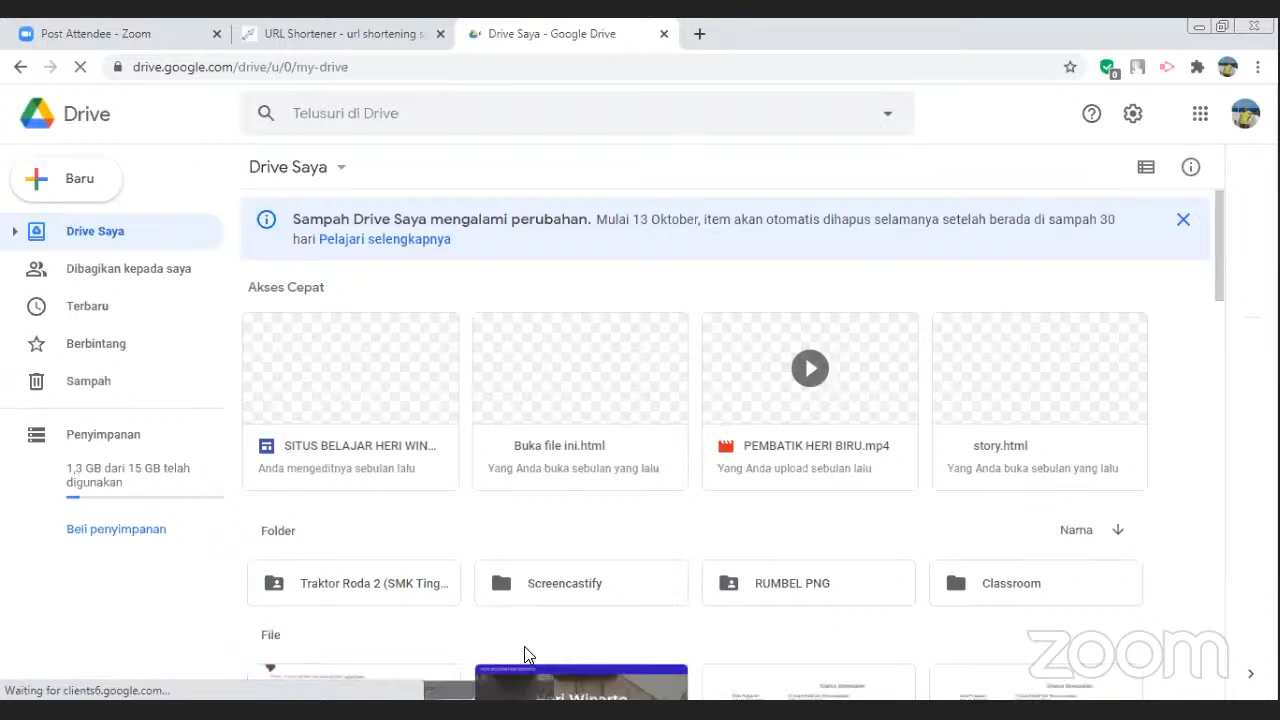 Post Attendee - Zoom
URL Shortener - url shortening s
Drive Saya - Google Drive
drive.google.com/drive/u/0/my-drive
0
Drive
Telusuri di Drive
Baru
Drive Saya
Drive Saya
Dibagikan kepada saya
Terbaru
Berbintang
Sampah
Penyimpanan
1,3 GB dari 15 GB telah
digunakan
Beli penyimpanan
Sampah Drive Saya mengalami perubahan. Mulai 13 Oktober, item akan otomatis dihapus selamanya setelah berada di sampah 30
hari Pelajari selengkapnya
Akses Cepat
SITUS BELAJAR HERI WIN...
Anda mengeditnya sebulan lalu
Buka file ini.html
Yang Anda buka sebulan yang lalu
PEMBATIK HERI BIRU.mp4
Yang Anda upload sebulan lalu
story.html
Yang Anda buka sebulan yang lalu
Folder
Nama
Traktor Roda 2 (SMK Ting...
Screencastify
RUMBEL PNG
Classroom
File
Heri Winarto
zoom
Waiting for clients6.google.com...